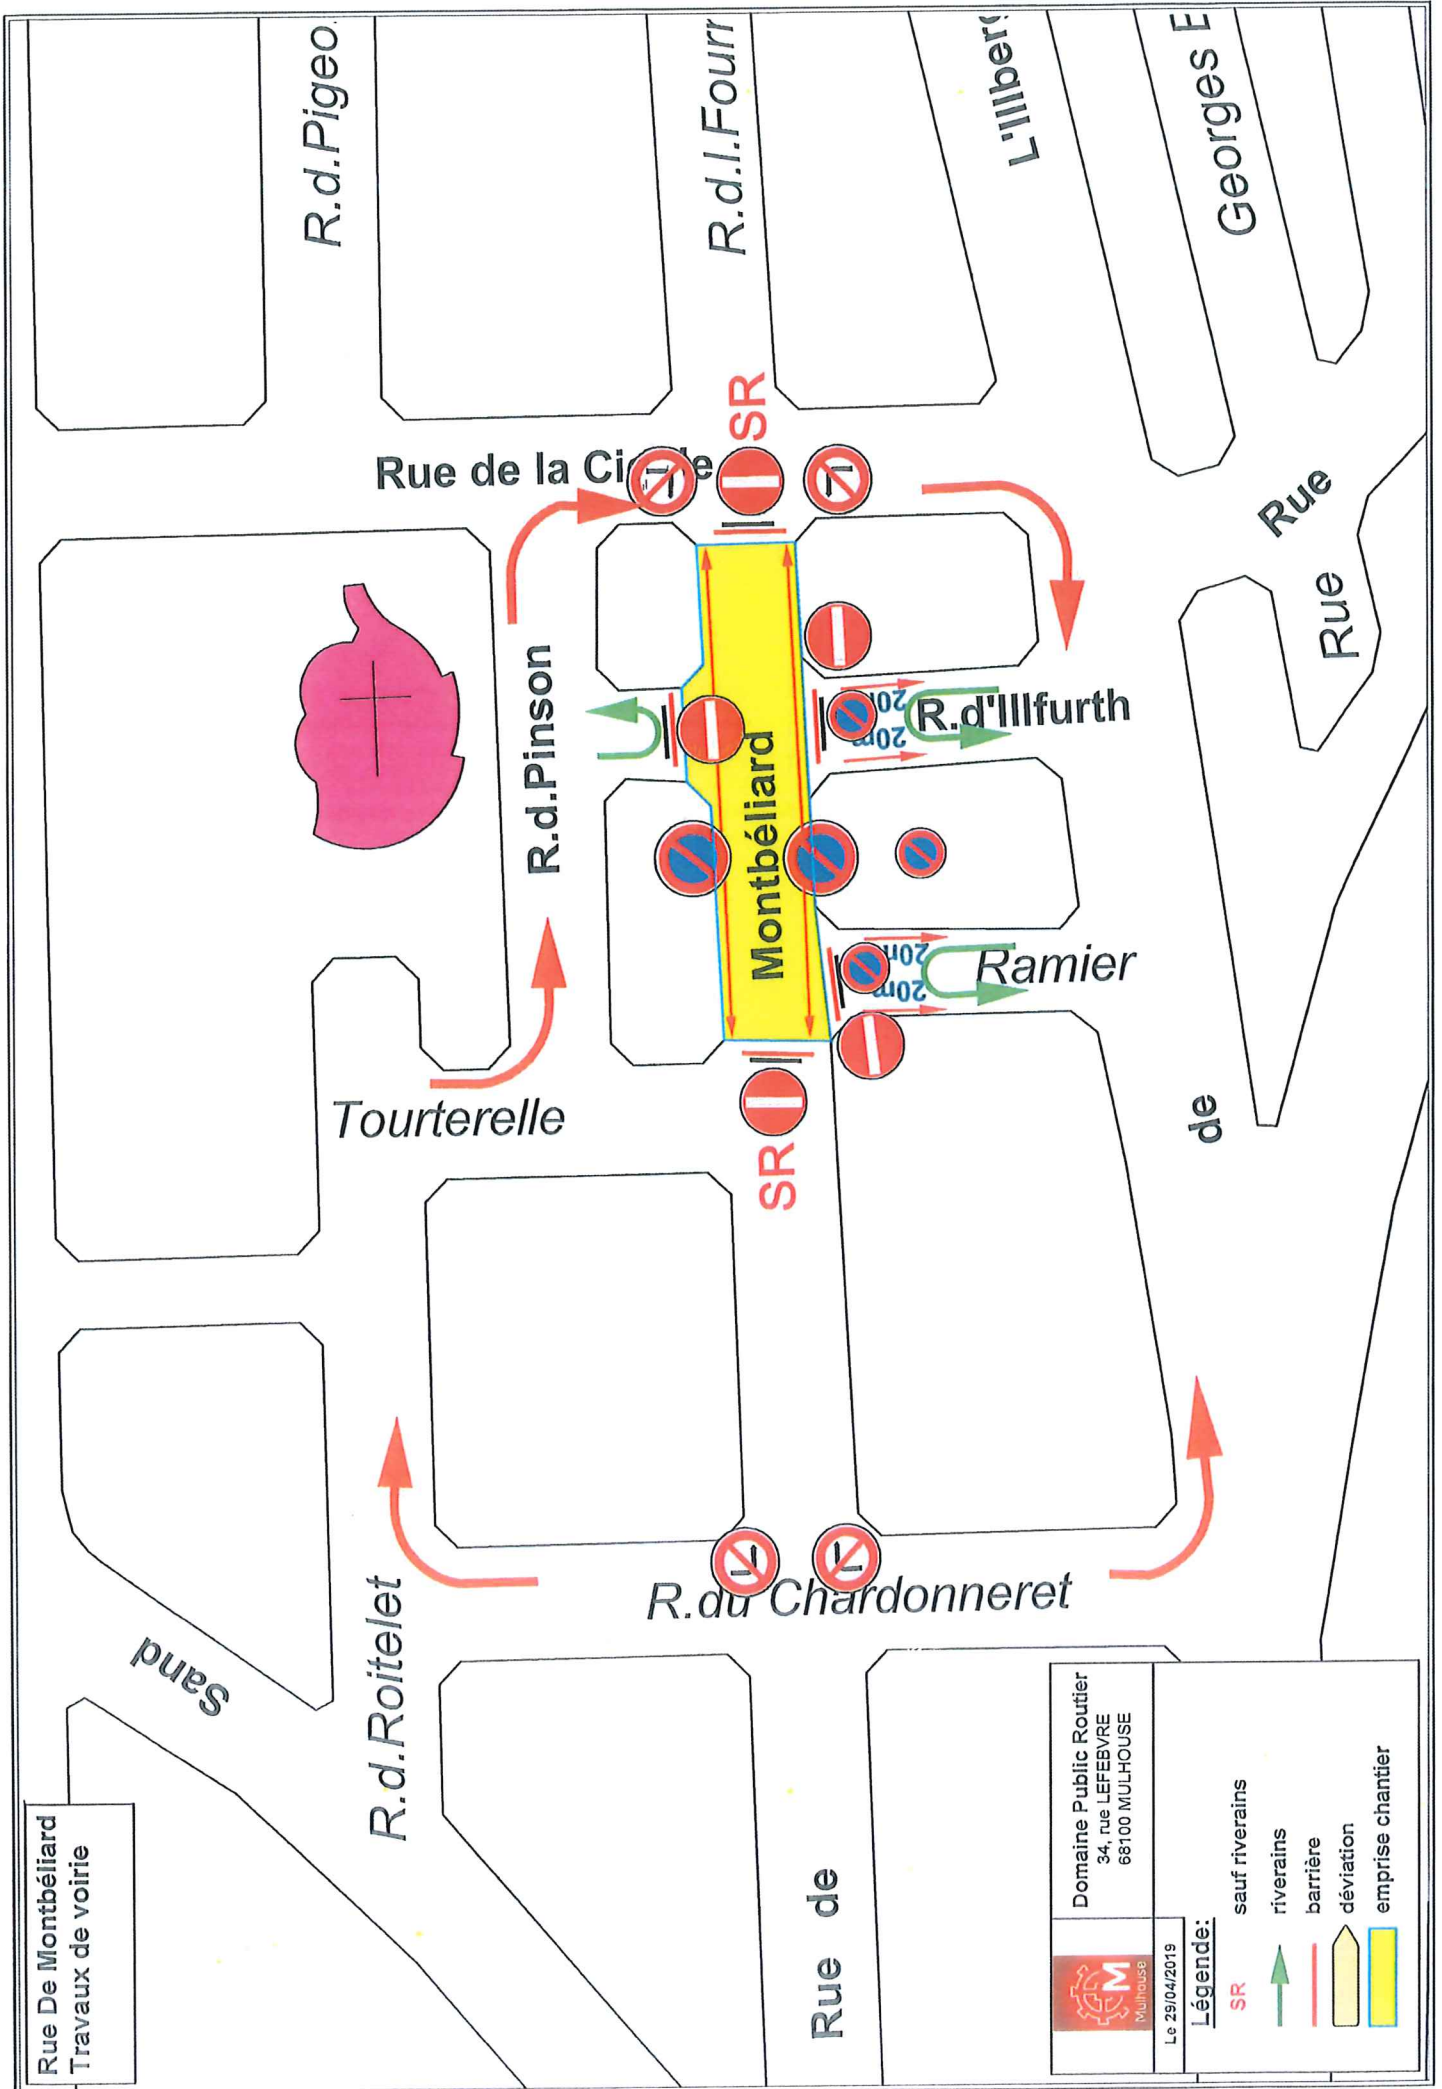 Rue De Montbéliard
Travaux de voirie
Sand
R.d.Roitelet
Tourterelle
R.d.Pinson
Rue de la
R.d.Pigeo
R.d.l.Fourr
L'Illberg
Georges E
Rue
Rue
Rue de
R.du Chardonneret
SR
Montbéliard
SR
20m
20m
Ramier
20m
R.d'Illfurth
de
Domaine Public Routier
34, rue LEFEBVRE
68100 MULHOUSE
M
Mulhouse
Le 29/04/2019
Légende:
SR sauf riverains
riverains
barrière
déviation
emprise chantier